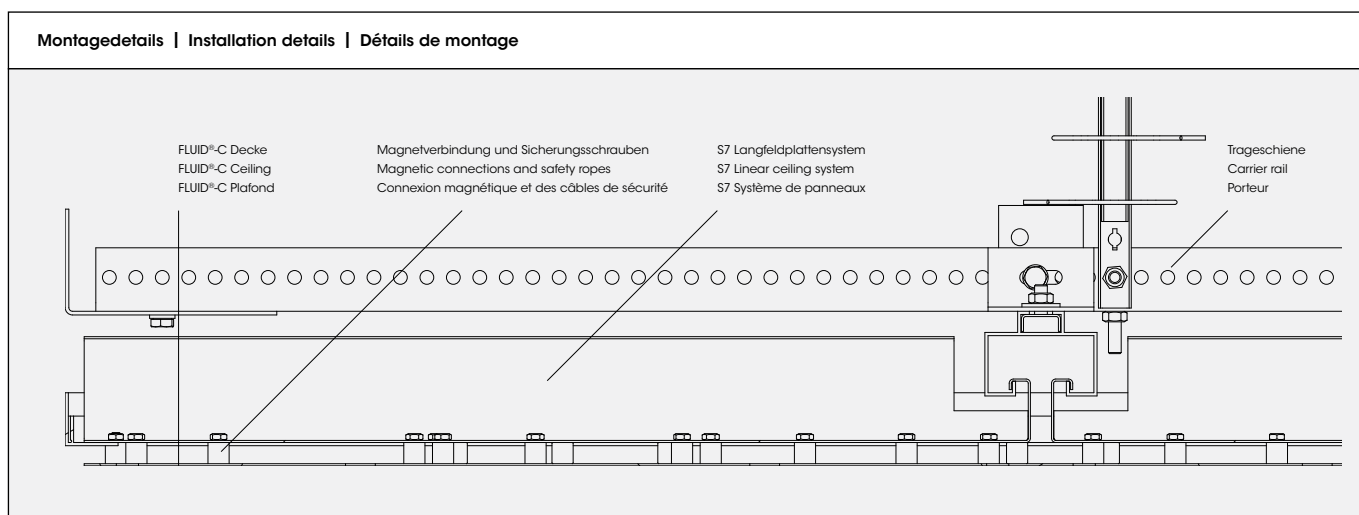 Montagedetails | Installation details | Détails de montage
FLUID®-C Decke
FLUID®-C Ceiling
FLUID®-C Plafond
Magnetverbindung und Sicherungsschrauben
Magnetic connections and safety ropes
Connexion magnétique et des câbles de sécurité
S7 Langfeldplattensystem
S7 Linear ceiling system
S7 Système de panneaux
Trageschiene
Carrier rail
Porteur